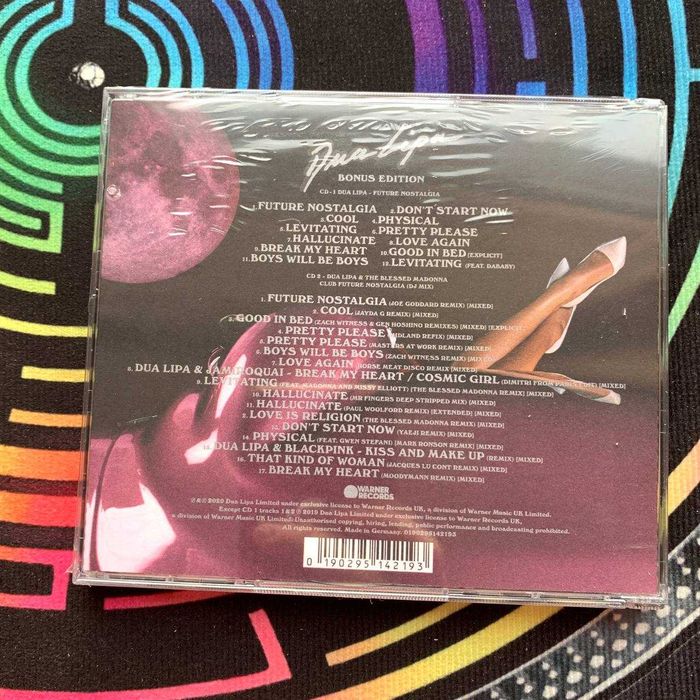 Dua Lipa
BONUS EDITION
CD - 1 DUA LIPA - FUTURE NOSTALGIA
1. FUTURE NOSTALGIA 2. DON'T START NOW
3. COOL 4. PHYSICAL
5. LEVITATING 6. PRETTY PLEASE
7. HALLUCINATE 8. LOVE AGAIN
9. BREAK MY HEART 10. GOOD IN BED [EXPLICIT]
11. BOYS WILL BE BOYS 12. LEVITATING (FEAT. DABABY)
CD 2 - DUA LIPA & THE BLESSED MADONNA
CLUB FUTURE NOSTALGIA (DJ MIX)
1. FUTURE NOSTALGIA (JOE GODDARD REMIX) [MIXED]
2. COOL (JAYDA G REMIX) [MIXED]
3. GOOD IN BED (ZACH WITNESS & GEN HOSHINO REMIXES) [MIXED] [EXPLICIT]
4. PRETTY PLEASE (MIDLAND REFIX) [MIXED]
5. PRETTY PLEASE (MASTERS AT WORK REMIX) [MIXED]
6. BOYS WILL BE BOYS (ZACH WITNESS REMIX) [MIXED]
7. LOVE AGAIN (HORSE MEAT DISCO REMIX) [MIXED]
8. DUA LIPA & JAMIROQUAI - BREAK MY HEART / COSMIC GIRL (DIMITRI FROM PARIS EDIT) [MIXED]
9. LEVITATING (FEAT. MADONNA AND MISSY ELLIOTT) (THE BLESSED MADONNA REMIX) [MIXED]
10. HALLUCINATE (MR FINGERS DEEP STRIPPED MIX) [MIXED]
11. HALLUCINATE (PAUL WOOLFORD REMIX) [EXTENDED] [MIXED]
12. LOVE IS RELIGION (THE BLESSED MADONNA REMIX) [MIXED]
13. DON'T START NOW (YAEJI REMIX) [MIXED]
14. PHYSICAL (FEAT. GWEN STEFANI) [MARK RONSON REMIX] [MIXED]
15. DUA LIPA & BLACKPINK - KISS AND MAKE UP (REMIX) [MIXED]
16. THAT KIND OF WOMAN (JACQUES LU CONT REMIX) [MIXED]
17. BREAK MY HEART (MOODYMANN REMIX) [MIXED]
WARNER
RECORDS
℗&© 2020 Dua Lipa Limited under exclusive license to Warner Records UK, a division of Warner Music UK Limited.
Except CD 1 tracks 1&2 ℗ 2019 Dua Lipa Limited under exclusive license to Warner Records UK,
a division of Warner Music UK Limited. Unauthorised copying, hiring, lending, public performance and broadcasting prohibited.
All rights reserved. Made in Germany. 0190295142193
0 190295 142193